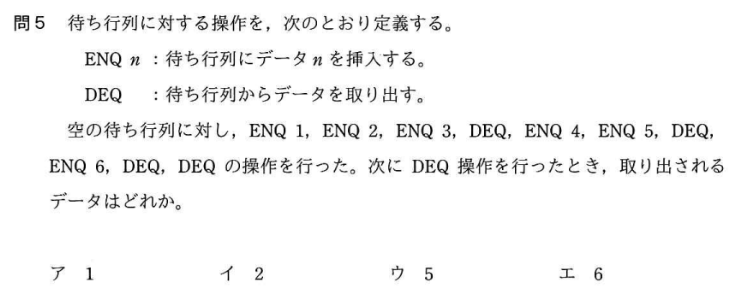 問5 待ち行列に対する操作を，次のとおり定義する。
ENQ n ：待ち行列にデータ n を挿入する。
DEQ ：待ち行列からデータを取り出す。
空の待ち行列に対し，ENQ 1，ENQ 2，ENQ 3，DEQ，ENQ 4，ENQ 5，DEQ，
ENQ 6，DEQ，DEQ の操作を行った。次に DEQ 操作を行ったとき，取り出される
データはどれか。
ア 1 イ 2 ウ 5 エ 6